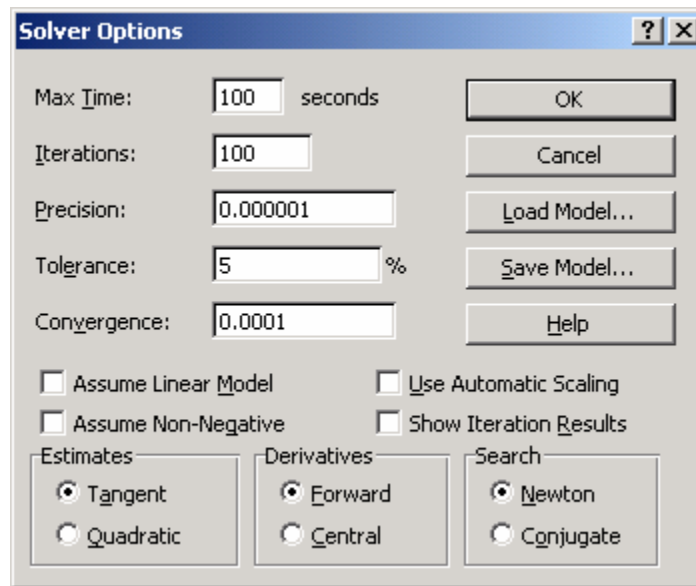 Solver Options
Max Time: 100 seconds
OK
Iterations: 100
Cancel
Precision: 0.000001
Load Model...
Tolerance: 5 %
Save Model...
Convergence: 0.0001
Help
Assume Linear Model
Use Automatic Scaling
Assume Non-Negative
Show Iteration Results
Estimates
Derivatives
Search
Tangent
Forward
Newton
Quadratic
Central
Conjugate